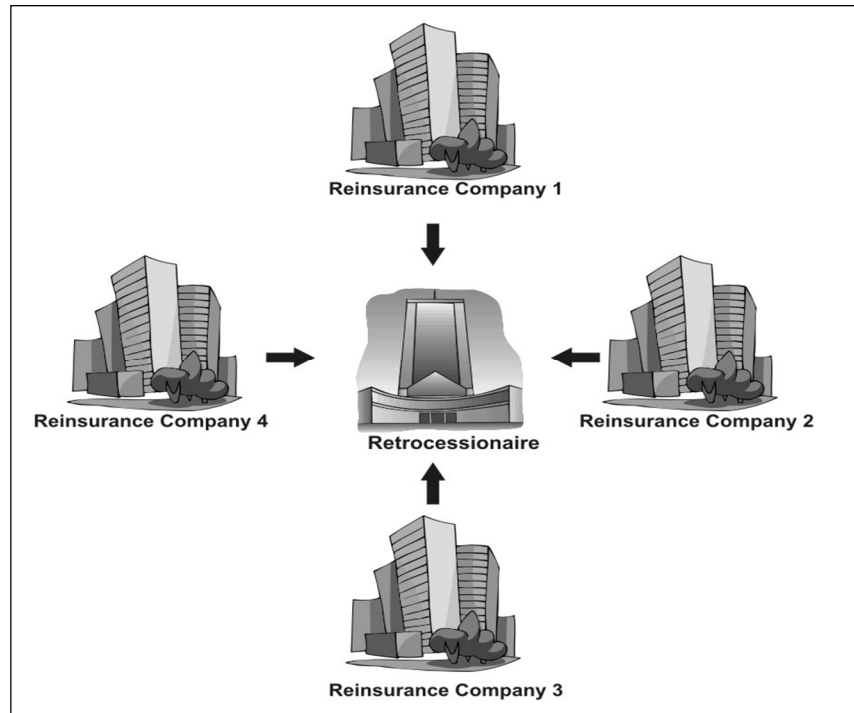 Reinsurance Company 1
Reinsurance Company 4
Reinsurance Company 2
Retrocessionaire
Reinsurance Company 3